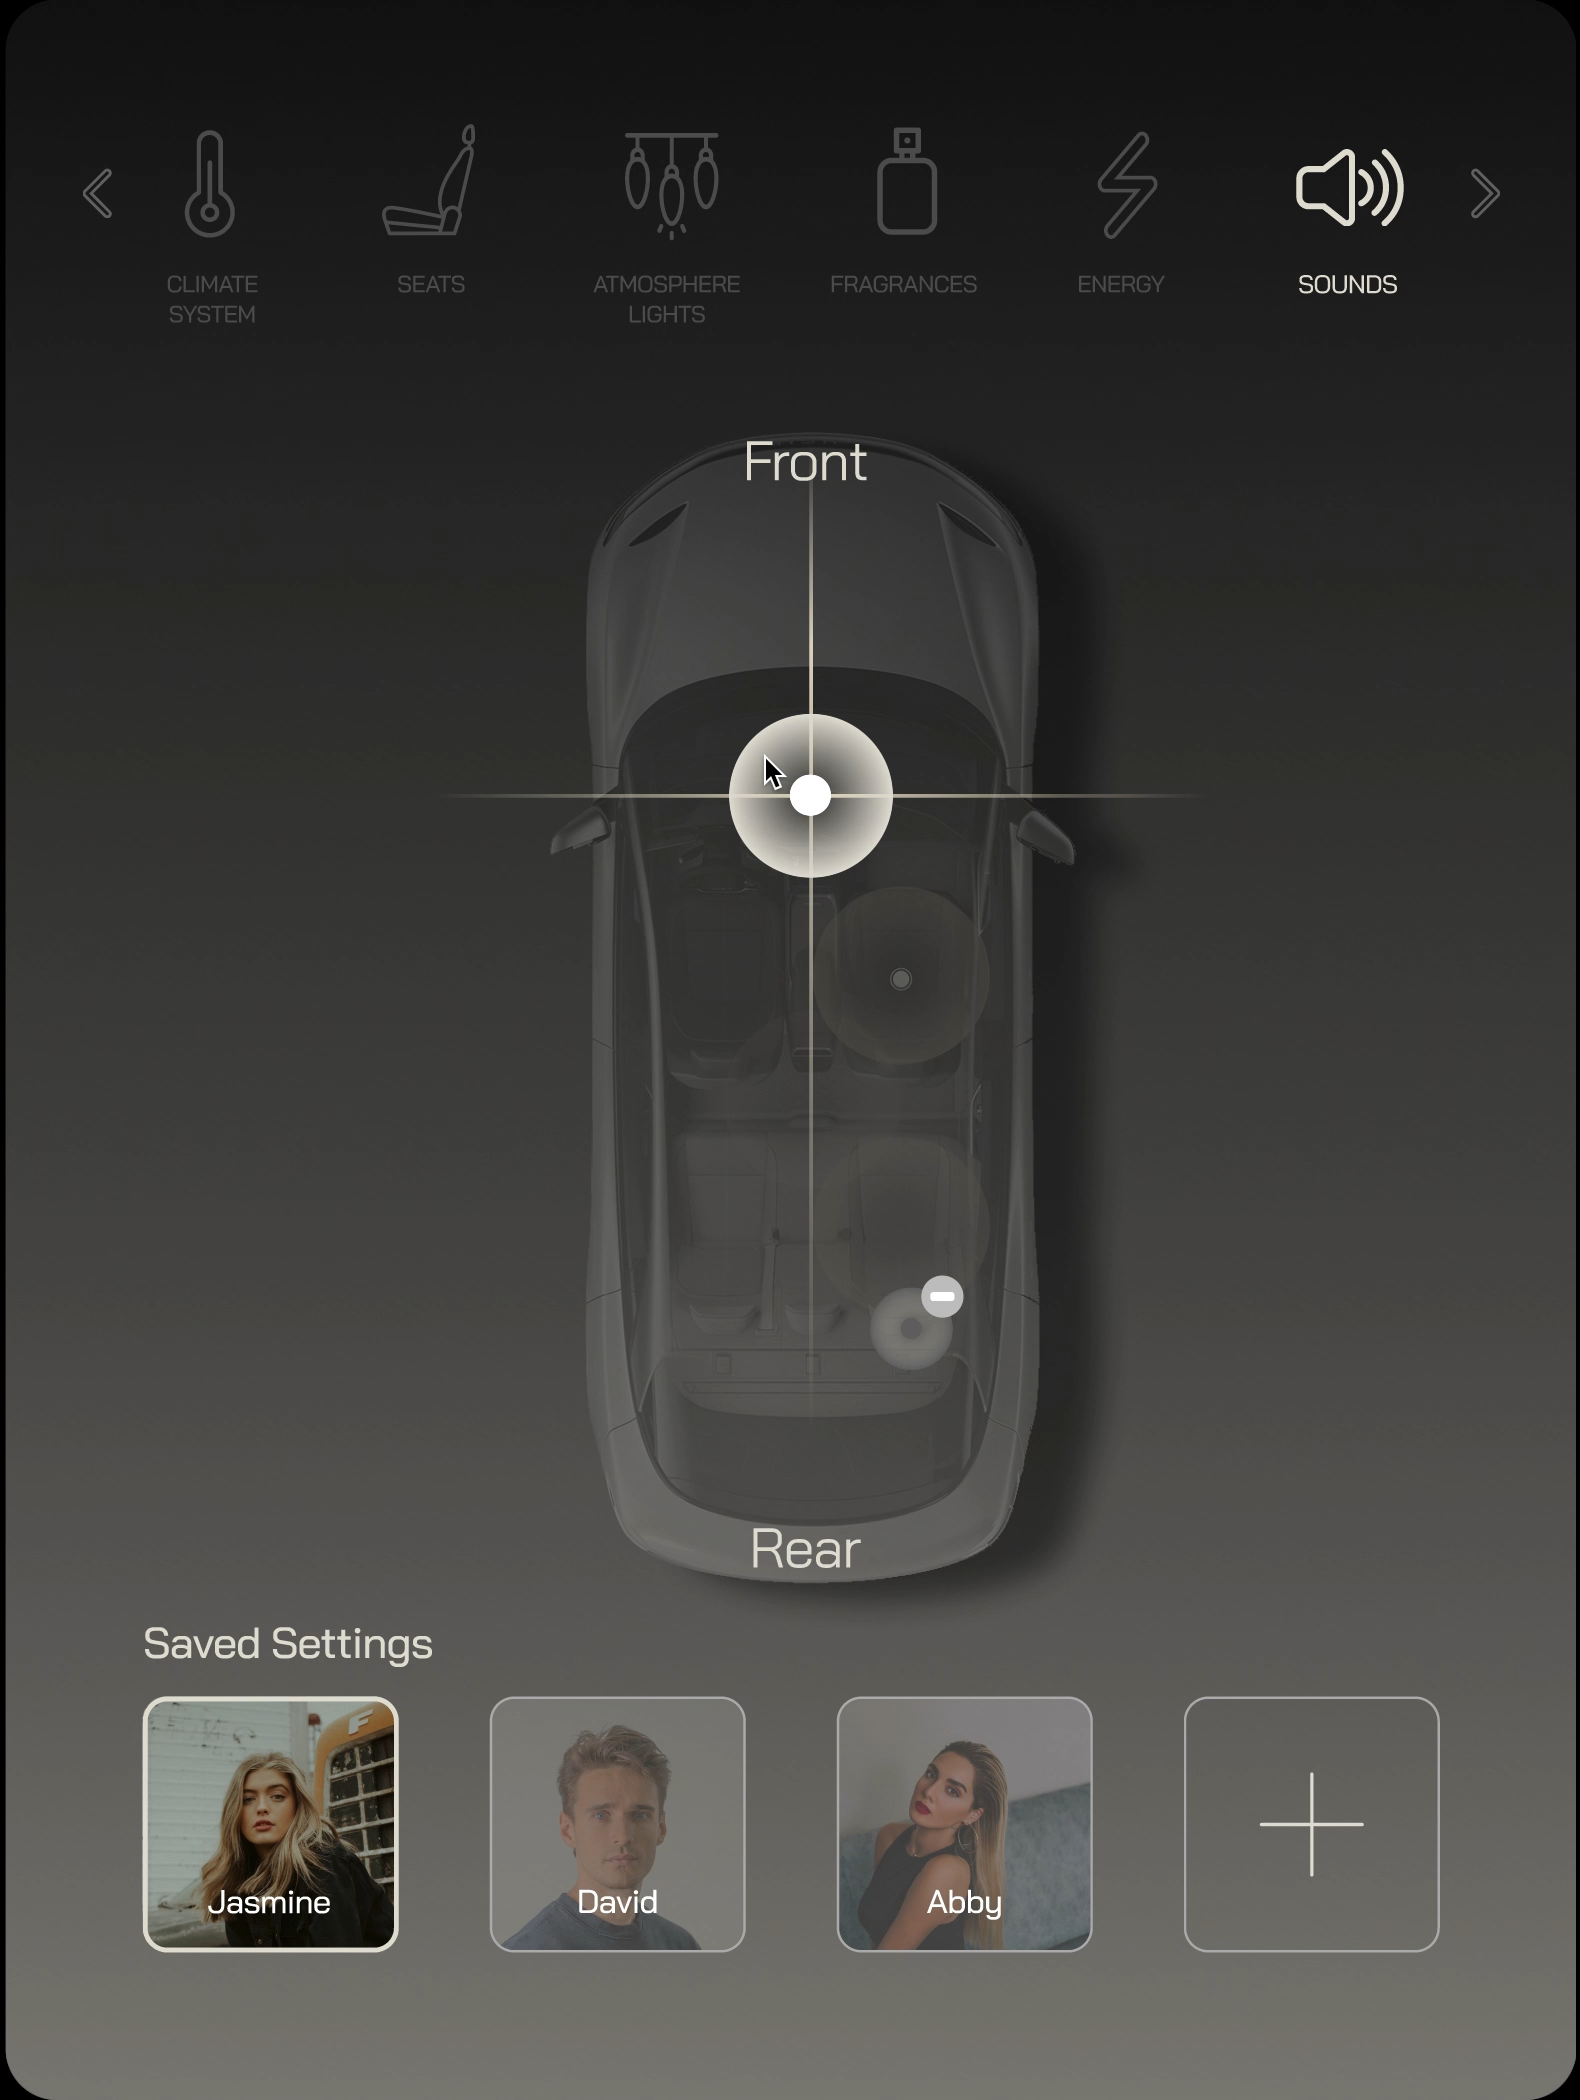 CLIMATE
SYSTEM
SEATS
ATMOSPHERE
LIGHTS
FRAGRANCES
ENERGY
SOUNDS
Front
Rear
Saved Settings
F
Jasmine
David
Abby